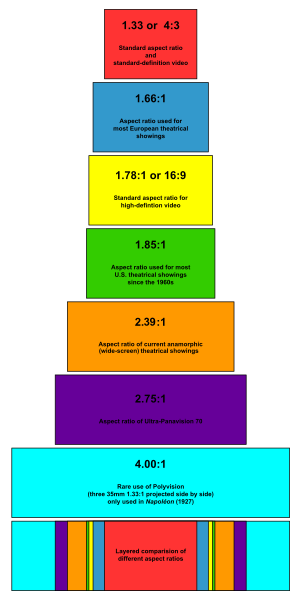 1.33 or 4:3
Standard aspect ratio
and
standard-definition video
1.66:1
Aspect ratio used for
most European theatrical
showings
1.78:1 or 16:9
Standard aspect ratio for
high-defintion video
1.85:1
Aspect ratio used for most
U.S. theatrical showings
since the 1960s
2.39:1
Aspect ratio of current anamorphic
(wide-screen) theatrical showings
2.75:1
Aspect ratio of Ultra-Panavision 70
4.00:1
Rare use of Polyvision
(three 35mm 1.33:1 projected side by side)
only used in Napoléon (1927)
Layered comparision of
different aspect ratios